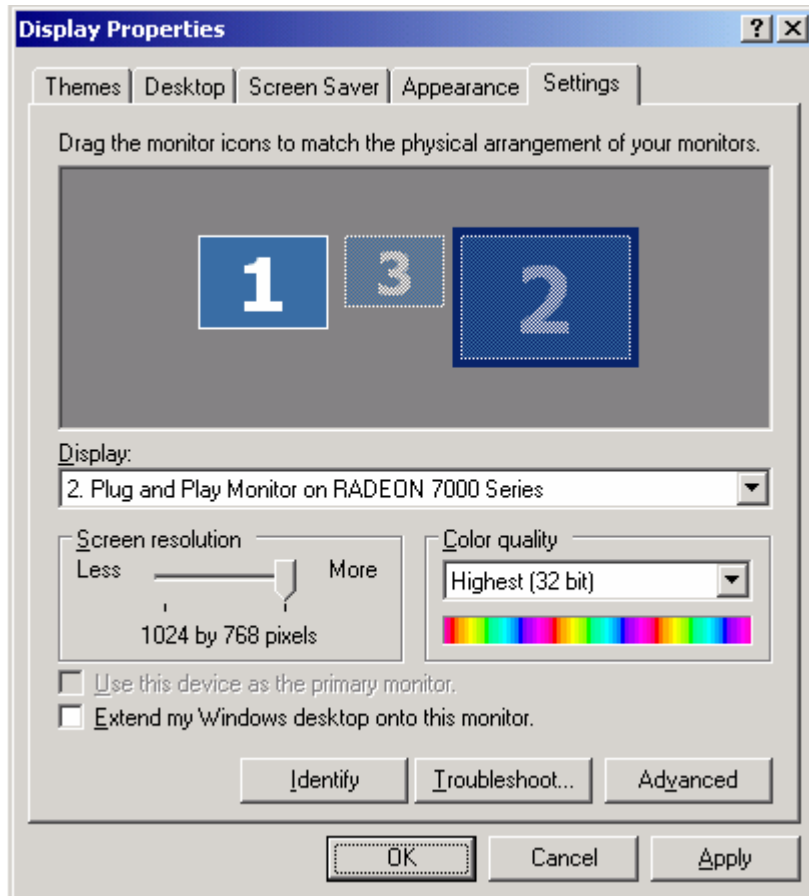 Display Properties
Themes Desktop Screen Saver Appearance Settings
Drag the monitor icons to match the physical arrangement of your monitors.
1 3 2
Display:
2. Plug and Play Monitor on RADEON 7000 Series
Screen resolution
Less More
1024 by 768 pixels
Color quality
Highest (32 bit)
Use this device as the primary monitor.
Extend my Windows desktop onto this monitor.
Identify Troubleshoot... Advanced
OK Cancel Apply